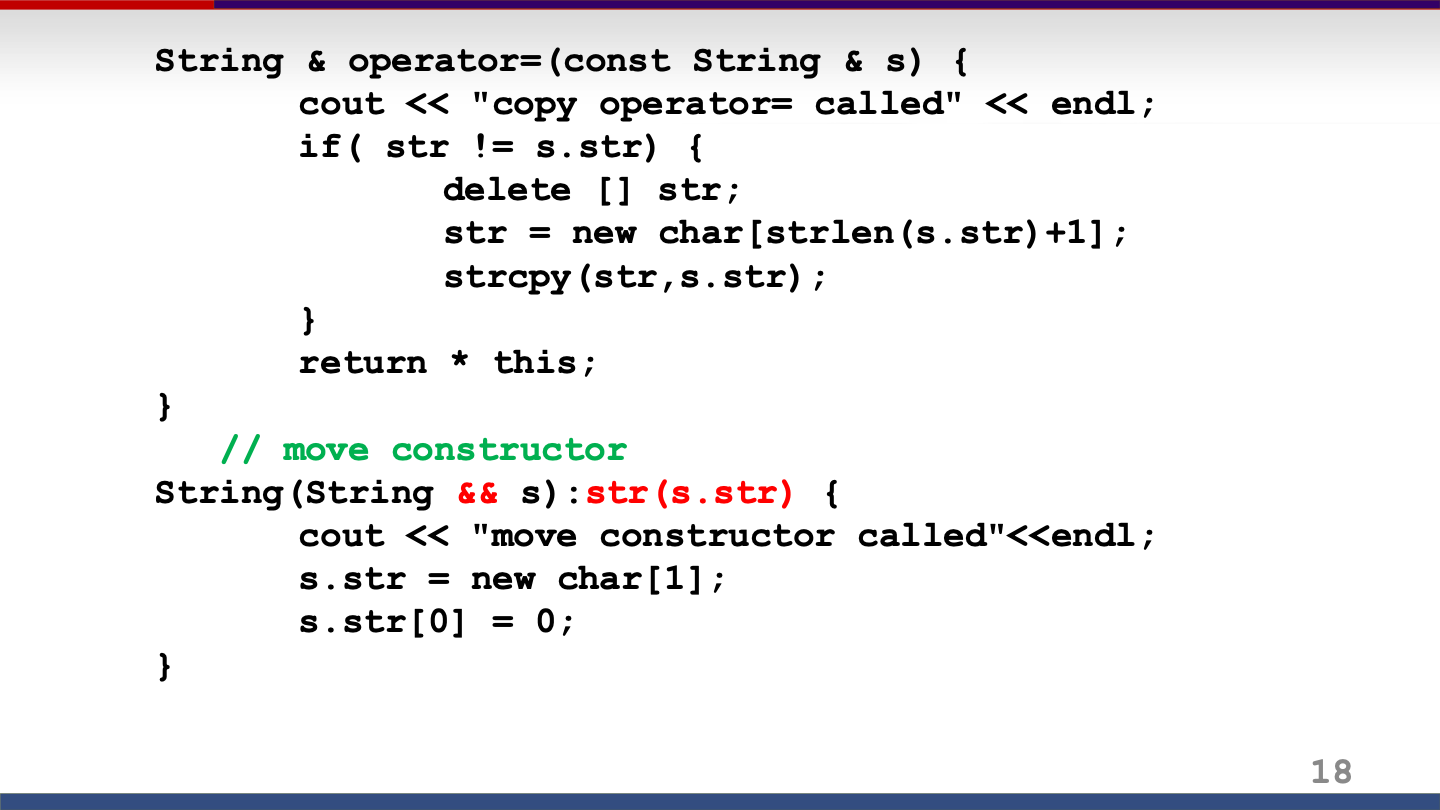 String & operator=(const String & s) {
cout << "copy operator= called" << endl;
if( str != s.str) {
delete [] str;
str = new char[strlen(s.str)+1];
strcpy(str,s.str);
}
return * this;
}
// move constructor
String(String && s):str(s.str) {
cout << "move constructor called"<<endl;
s.str = new char[1];
s.str[0] = 0;
}
18